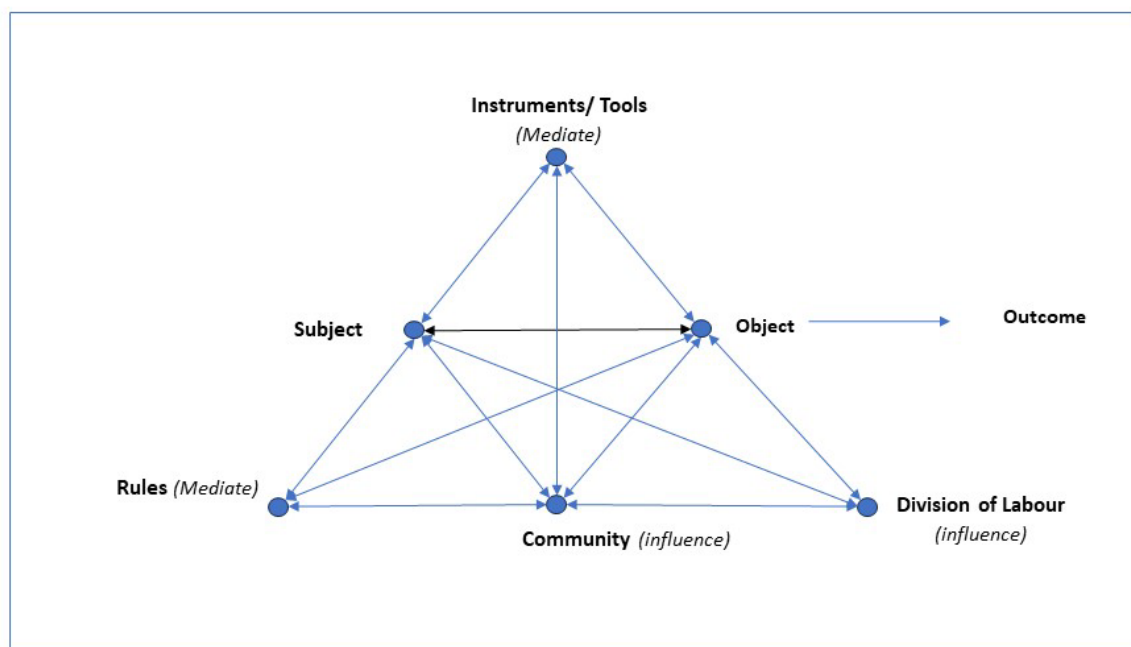 Instruments/ Tools
(Mediate)
Subject
Object
Outcome
Rules (Mediate)
Community (influence)
Division of Labour
(influence)